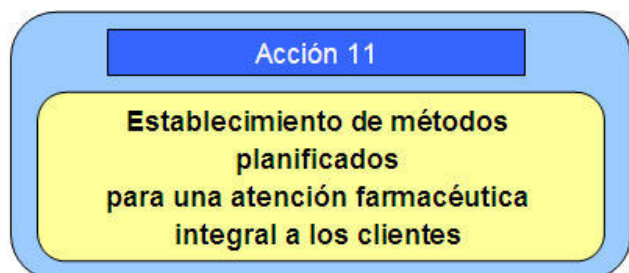 Acción 11
Establecimiento de métodos
planificados
para una atención farmacéutica
integral a los clientes